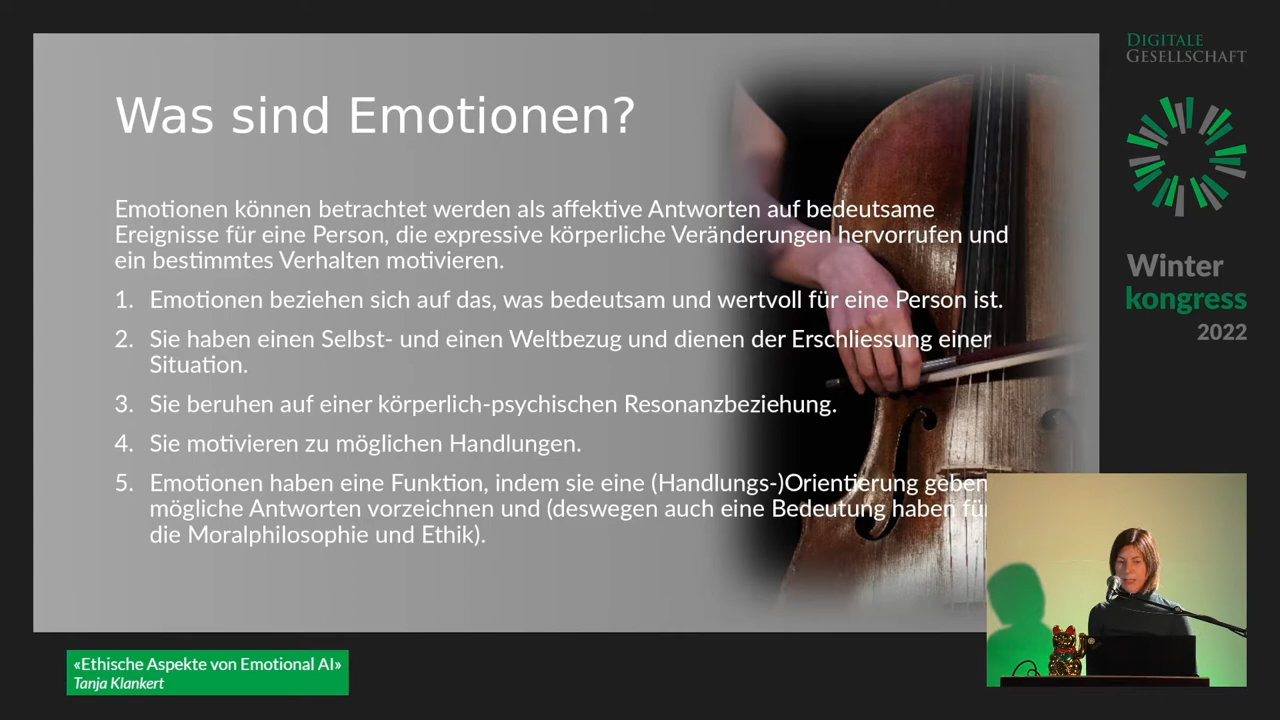 Was sind Emotionen?
Emotionen können betrachtet werden als affektive Antworten auf bedeutsame
Ereignisse für eine Person, die expressive körperliche Veränderungen hervorrufen und
ein bestimmtes Verhalten motivieren.
1. Emotionen beziehen sich auf das, was bedeutsam und wertvoll für eine Person ist.
2. Sie haben einen Selbst- und einen Weltbezug und dienen der Erschliessung einer
Situation.
3. Sie beruhen auf einer körperlich-psychischen Resonanzbeziehung.
4. Sie motivieren zu möglichen Handlungen.
5. Emotionen haben eine Funktion, indem sie eine (Handlungs-)Orientierung geben
mögliche Antworten vorzeichnen und (deswegen auch eine Bedeutung haben für
die Moralphilosophie und Ethik).
DIGITALE
GESELLSCHAFT
Winter
kongress
2022
«Ethische Aspekte von Emotional AI»
Tanja Klankert